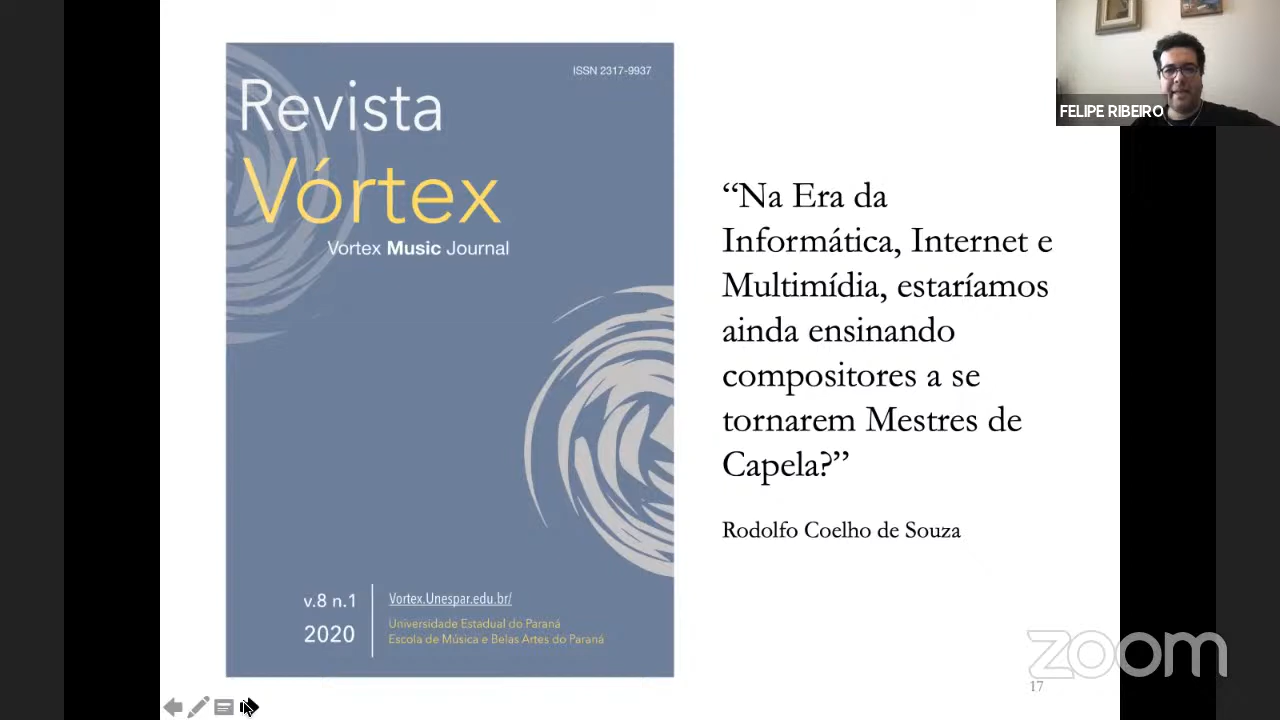 ISSN 2317-9937
Revista
Vórtex
Vortex Music Journal
v.8 n.1
2020
Vortex.Unespar.edu.br/
Universidade Estadual do Paraná
Escola de Música e Belas Artes do Paraná
“Na Era da
Informática, Internet e
Multimídia, estaríamos
ainda ensinando
compositores a se
tornarem Mestres de
Capela?”
Rodolfo Coelho de Souza
17
FELIPE RIBEIRO
zoom